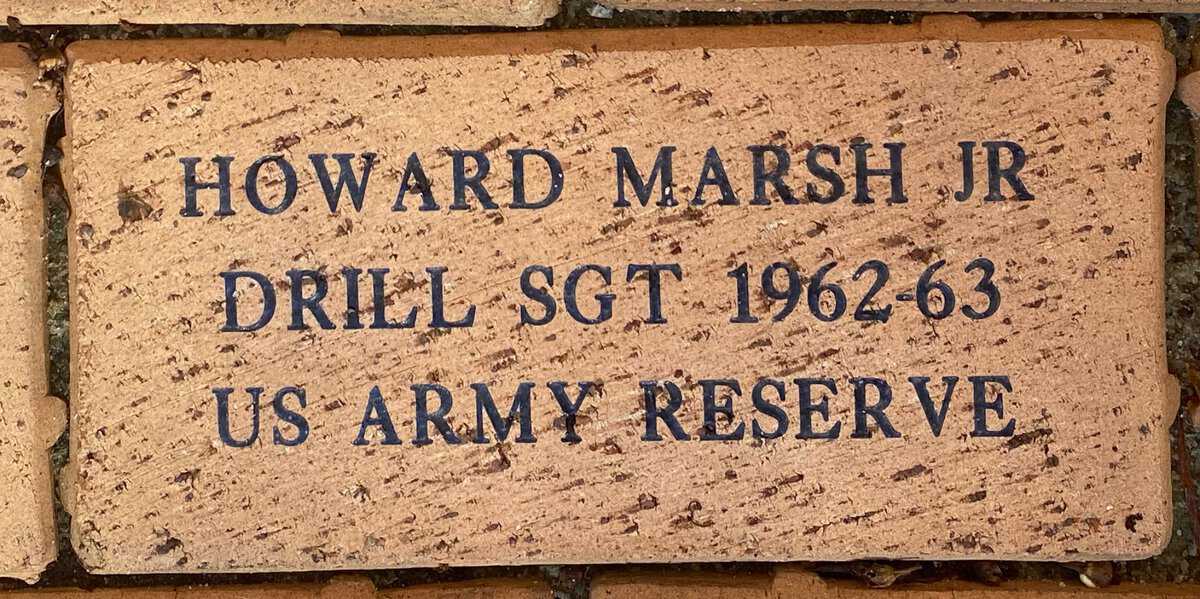 HOWARD MARSH JR
DRILL SGT 1962-63
US ARMY RESERVE